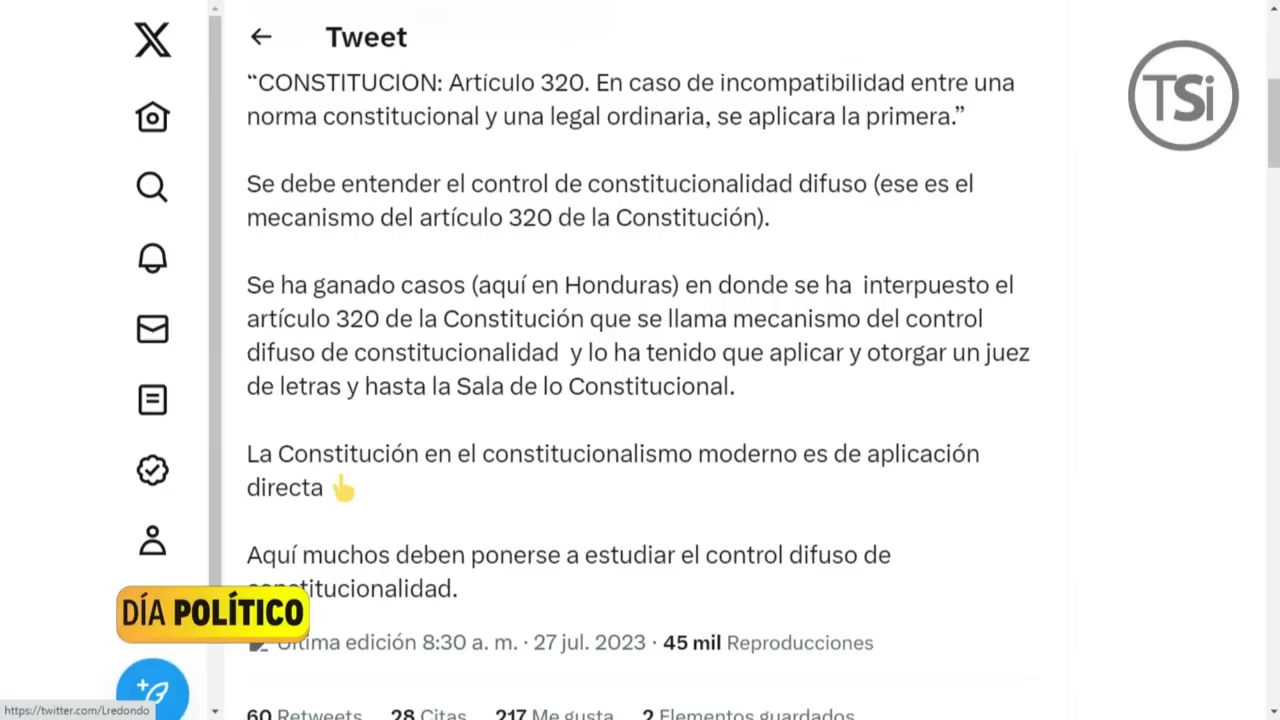 Tweet
TSi
“CONSTITUCION: Artículo 320. En caso de incompatibilidad entre una
norma constitucional y una legal ordinaria, se aplicara la primera.”
Se debe entender el control de constitucionalidad difuso (ese es el
mecanismo del artículo 320 de la Constitución).
Se ha ganado casos (aquí en Honduras) en donde se ha interpuesto el
artículo 320 de la Constitución que se llama mecanismo del control
difuso de constitucionalidad y lo ha tenido que aplicar y otorgar un juez
de letras y hasta la Sala de lo Constitucional.
La Constitución en el constitucionalismo moderno es de aplicación
directa 👆
Aquí muchos deben ponerse a estudiar el control difuso de
constitucionalidad.
DÍA POLÍTICO
Última edición 8:30 a. m. · 27 jul. 2023 · 45 mil Reproducciones
https://twitter.com/Lredondo
60 Retweets 28 Citas 217 Me gusta 2 Elementos guardados